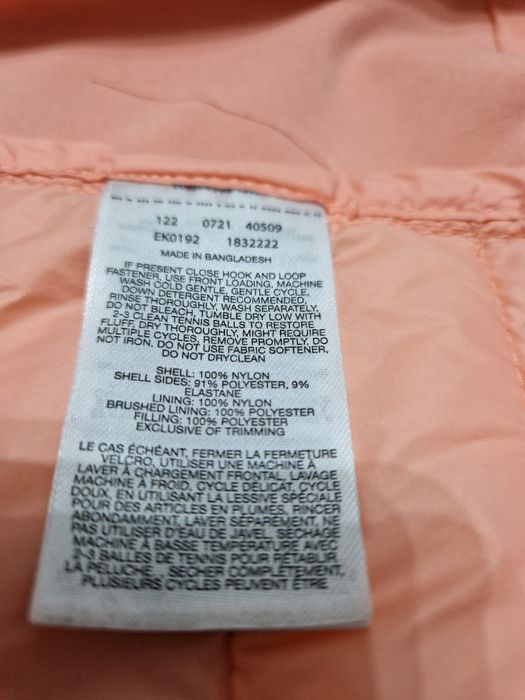 122 0721 40509
EK0192 1832222
MADE IN BANGLADESH
IF PRESENT CLOSE HOOK AND LOOP
FASTENER, USE FRONT LOADING, MACHINE
WASH COLD GENTLE, GENTLE CYCLE,
DOWN DETERGENT RECOMMENDED,
RINSE THOROUGHLY, WASH SEPARATELY,
DO NOT BLEACH, TUMBLE DRY LOW WITH
2-3 CLEAN TENNIS BALLS TO RESTORE
FLUFF, DRY THOROUGHLY, MIGHT REQUIRE
MULTIPLE CYCLES, REMOVE PROMPTLY, DO
NOT IRON, DO NOT USE FABRIC SOFTENER,
DO NOT DRYCLEAN
SHELL: 100% NYLON
SHELL SIDES: 91% POLYESTER, 9%
ELASTANE
LINING: 100% NYLON
BRUSHED LINING: 100% POLYESTER
FILLING: 100% POLYESTER
EXCLUSIVE OF TRIMMING
LE CAS ÉCHÉANT, FERMER LA FERMETURE
VELCRO, UTILISER UNE MACHINE À
LAVER À CHARGEMENT FRONTAL, LAVAGE
MACHINE À FROID, CYCLE DÉLICAT, CYCLE
DOUX, EN UTILISANT LA LESSIVE SPÉCIALE
POUR DES ARTICLES EN PLUMES, RINCER
ABONDAMMENT, LAVER SÉPARÉMENT, NE
PAS UTILISER D'EAU DE JAVEL, SÉCHAGE
MACHINE À BASSE TEMPÉRATURE AVEC
2-3 BALLES DE TENNIS POUR RÉTABLIR
LA PELUCHE, SÉCHER COMPLÈTEMENT,
PLUSIEURS CYCLES PEUVENT ÊTRE